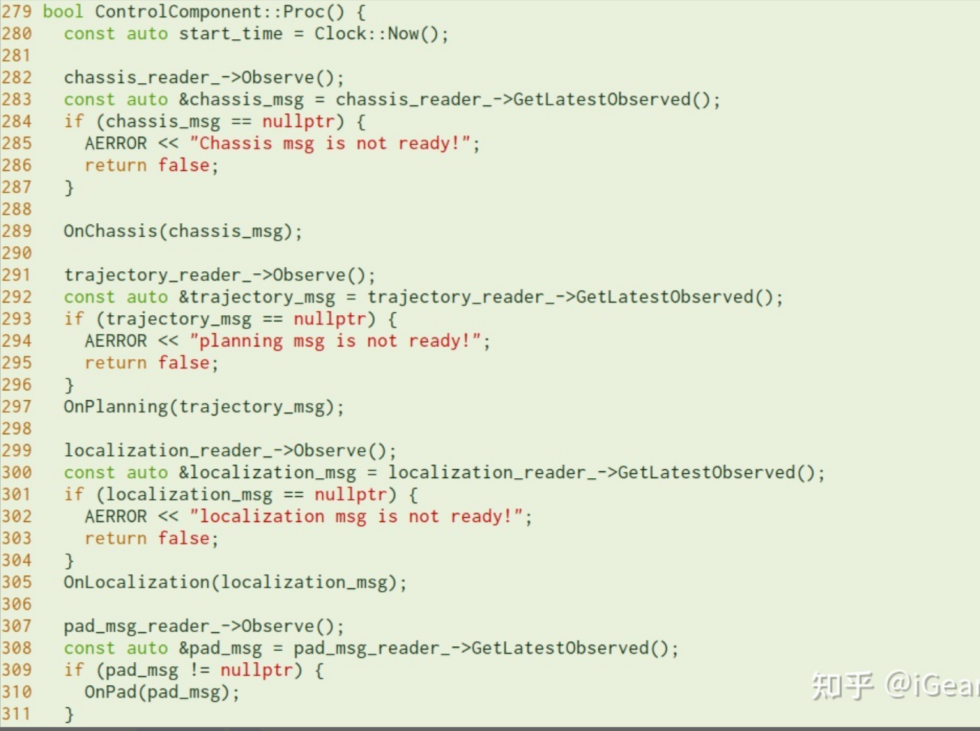 279 bool ControlComponent::Proc() {
280   const auto start_time = Clock::Now();
281
282   chassis_reader_->Observe();
283   const auto &chassis_msg = chassis_reader_->GetLatestObserved();
284   if (chassis_msg == nullptr) {
285     AERROR << "Chassis msg is not ready!";
286     return false;
287   }
288
289   OnChassis(chassis_msg);
290
291   trajectory_reader_->Observe();
292   const auto &trajectory_msg = trajectory_reader_->GetLatestObserved();
293   if (trajectory_msg == nullptr) {
294     AERROR << "planning msg is not ready!";
295     return false;
296   }
297   OnPlanning(trajectory_msg);
298
299   localization_reader_->Observe();
300   const auto &localization_msg = localization_reader_->GetLatestObserved();
301   if (localization_msg == nullptr) {
302     AERROR << "localization msg is not ready!";
303     return false;
304   }
305   OnLocalization(localization_msg);
306
307   pad_msg_reader_->Observe();
308   const auto &pad_msg = pad_msg_reader_->GetLatestObserved();
309   if (pad_msg != nullptr) {
310     OnPad(pad_msg);
311   }
知乎